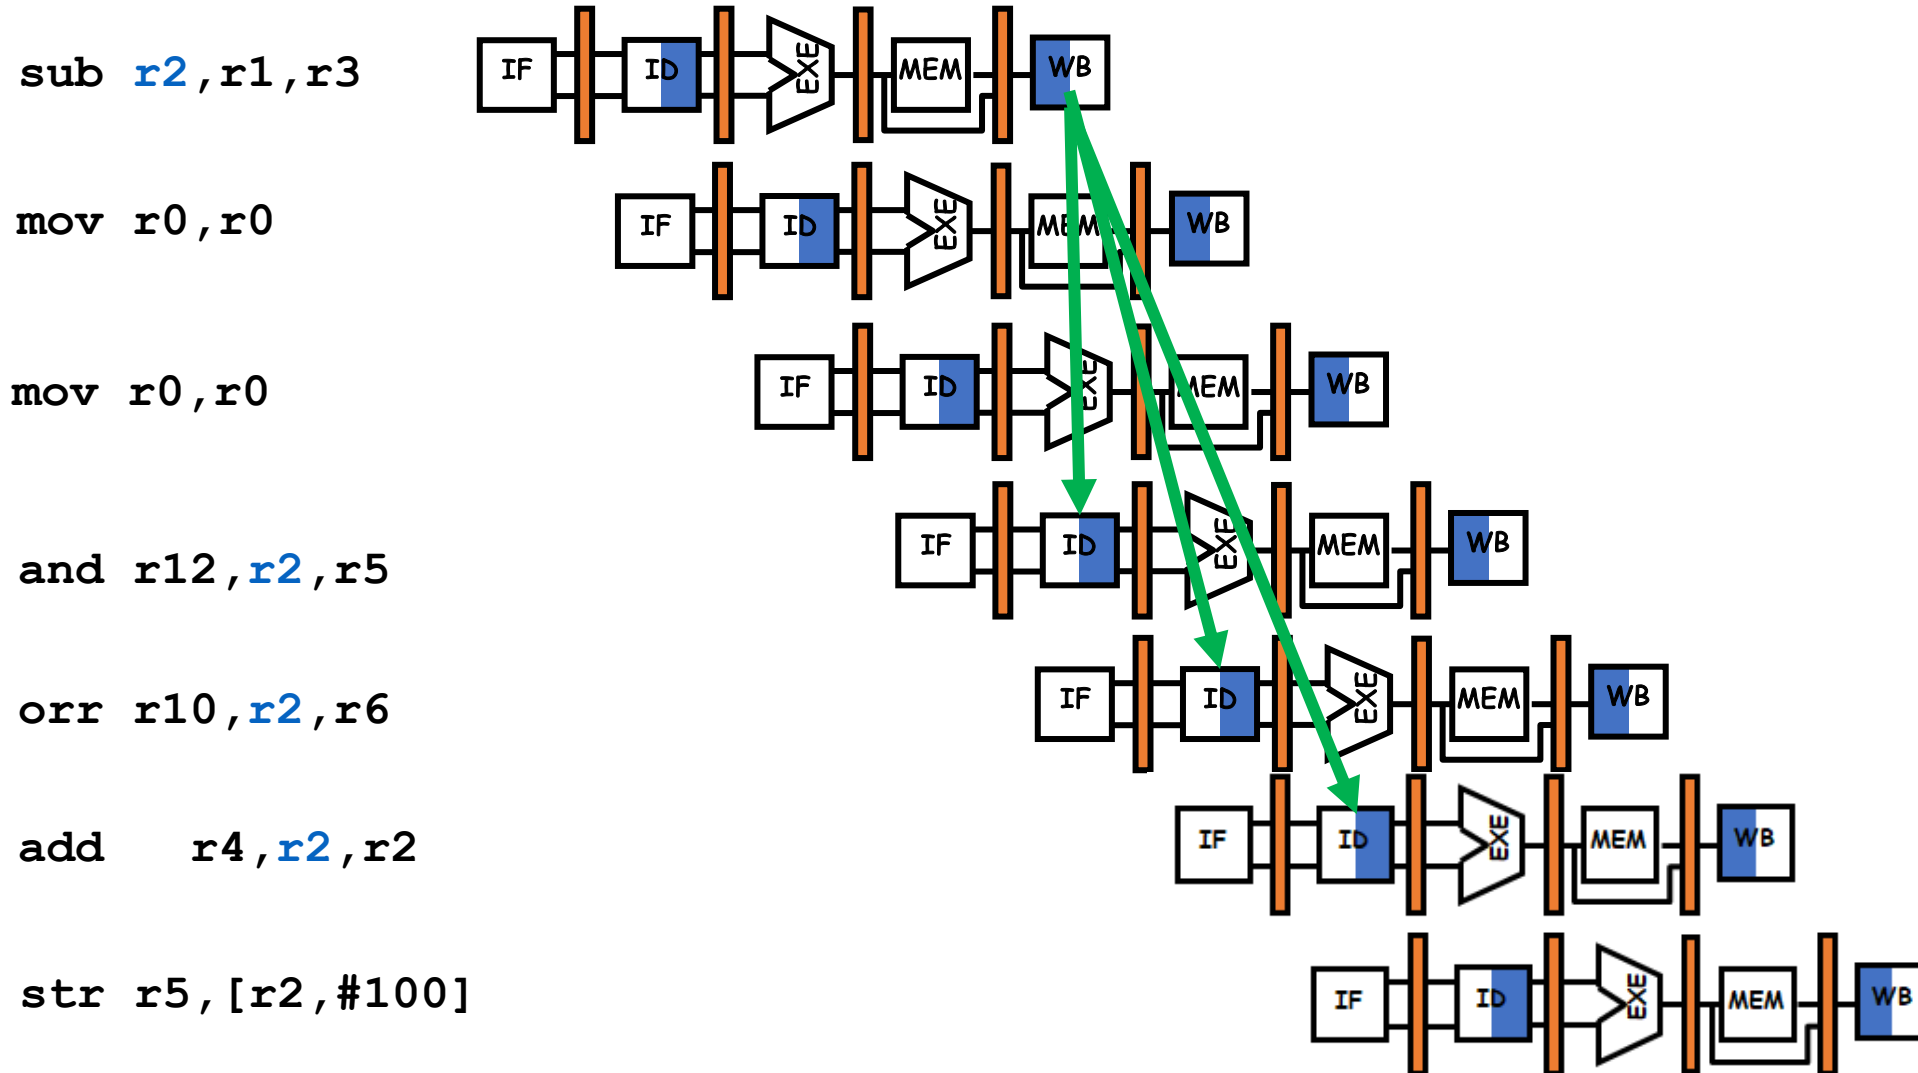 sub r2,r1,r3 IF ID EXE MEM WB
mov r0,r0 IF ID EXE MEM WB
mov r0,r0 IF ID EXE MEM WB
and r12,r2,r5 IF ID EXE MEM WB
orr r10,r2,r6 IF ID EXE MEM WB
add r4,r2,r2 IF ID EXE MEM WB
str r5,[r2,#100] IF ID EXE MEM WB